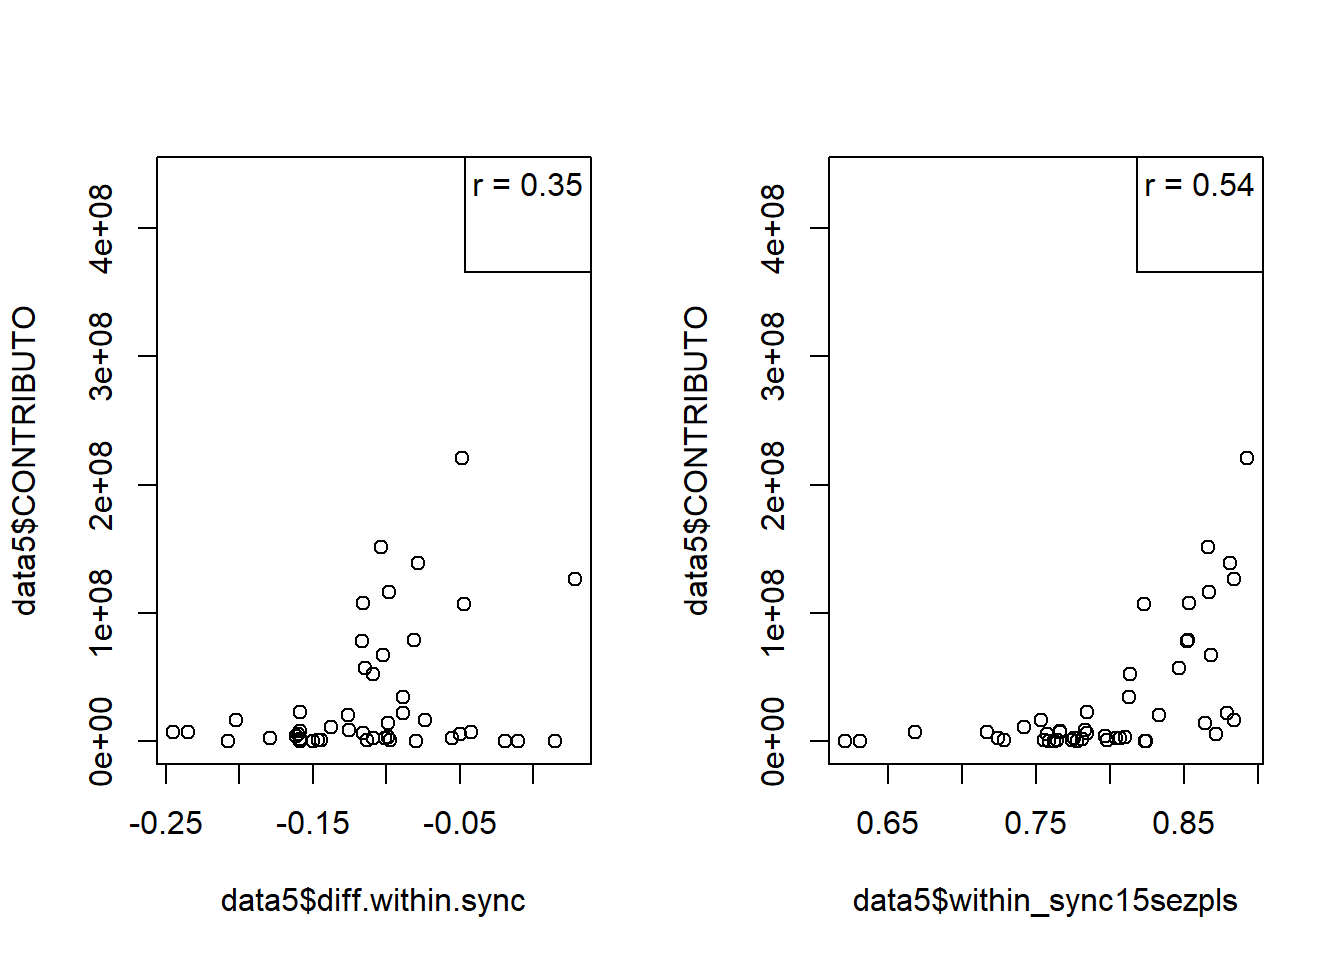 data5$CONTRIBUTO
4e+08
3e+08
2e+08
1e+08
0e+00
r = 0.35
-0.25
-0.15
-0.05
data5$diff.within.sync
data5$CONTRIBUTO
4e+08
3e+08
2e+08
1e+08
0e+00
r = 0.54
0.65
0.75
0.85
data5$within_sync15sezpls